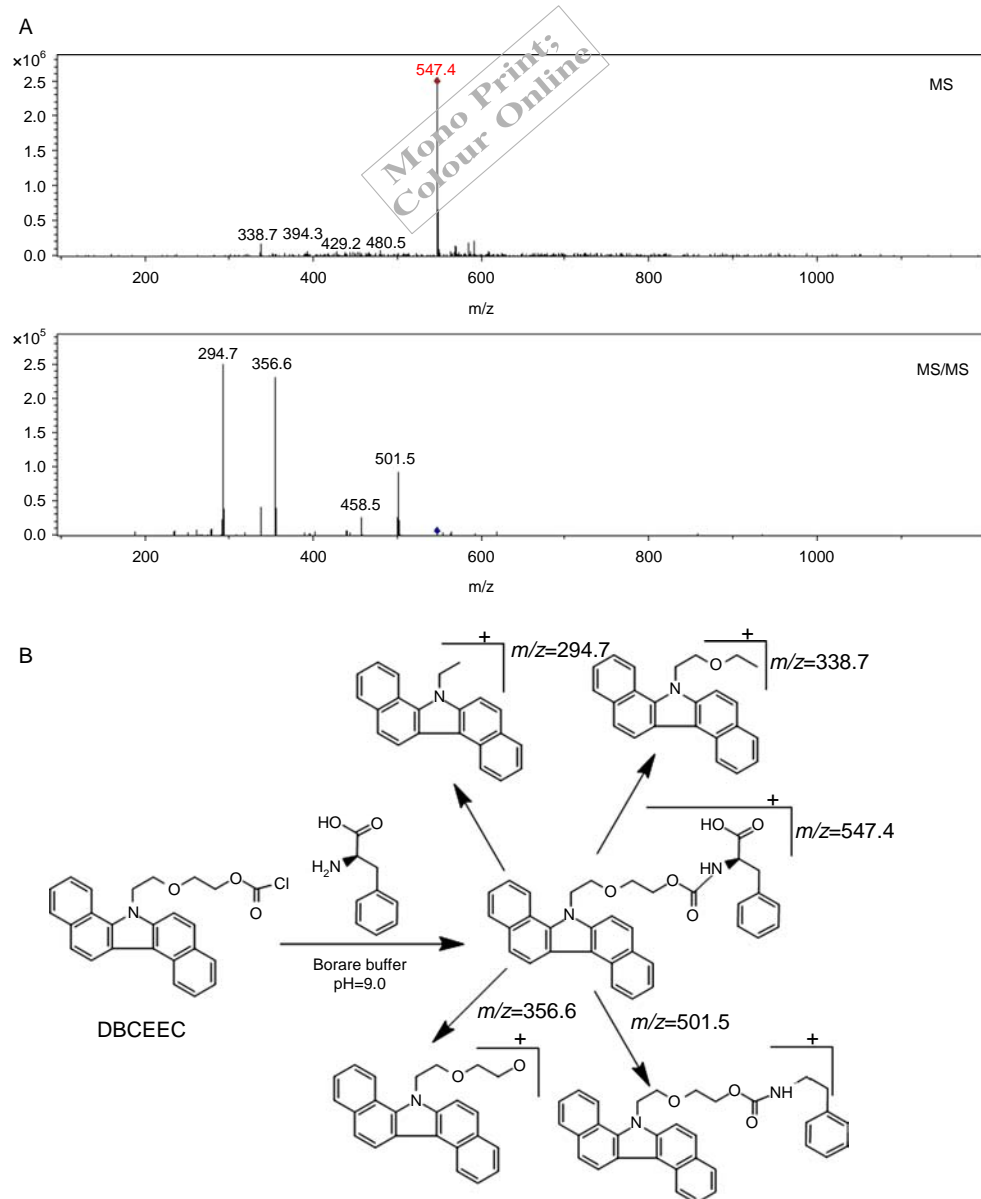 A
×10⁶
547.4
MS
2.5
2.0
1.5
1.0
0.5
0.0
338.7 394.3 429.2 480.5
200 400 600 800 1000
m/z
Mono Print;
Colour Online
×10⁵
294.7 356.6
MS/MS
2.5
2.0
1.5
1.0
0.5
0.0
501.5
458.5
200 400 600 800 1000
m/z
B
+
m/z=294.7
N
+
m/z=338.7
N
O
+
m/z=547.4
HO
O
H₂N
HO
O
NH
O
O
O
N
O
O
Cl
O
N
Borare buffer
pH=9.0
DBCEEC
m/z=356.6
m/z=501.5
+
O
O
N
+
O
O
NH
O
N